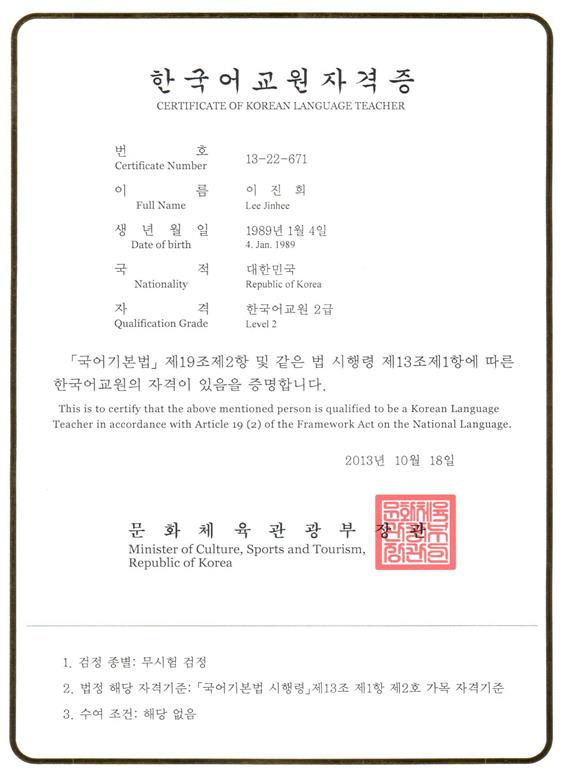 한국어교원자격증
CERTIFICATE OF KOREAN LANGUAGE TEACHER
번 호
Certificate Number
13-22-671
이 름
Full Name
이 진 희
Lee Jinhee
생 년 월 일
Date of birth
1989년 1월 4일
4. Jan. 1989
국 적
Nationality
대한민국
Republic of Korea
자 격
Qualification Grade
한국어교원 2급
Level 2
「국어기본법」 제19조제2항 및 같은 법 시행령 제13조제1항에 따른
한국어교원의 자격이 있음을 증명합니다.
This is to certify that the above mentioned person is qualified to be a Korean Language
Teacher in accordance with Article 19 (2) of the Framework Act on the National Language.
2013년 10월 18일
문 화 체 육 관 광 부 장 관
Minister of Culture, Sports and Tourism,
Republic of Korea
1. 검정 종별: 무시험 검정
2. 법정 해당 자격기준: 「국어기본법 시행령」제13조 제1항 제2호 가목 자격기준
3. 수여 조건: 해당 없음